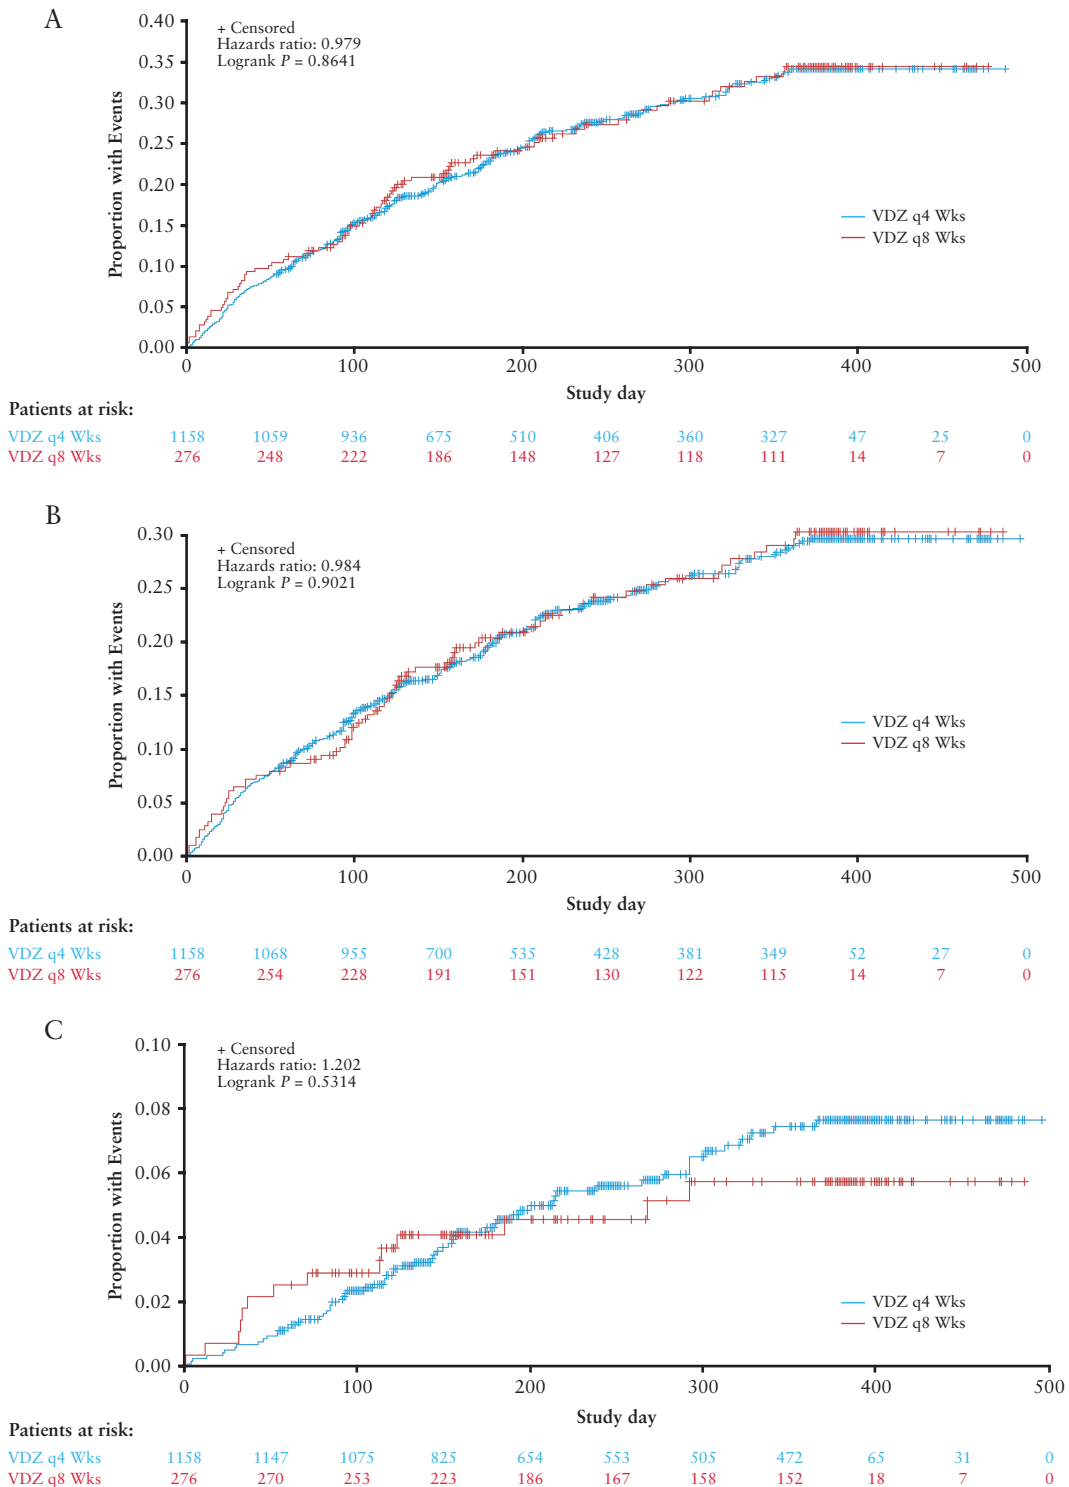 A
+ Censored
Hazards ratio: 0.979
Logrank P = 0.8641
Proportion with Events
0.40
0.35
0.30
0.25
0.20
0.15
0.10
0.05
0.00
VDZ q4 Wks
VDZ q8 Wks
0 100 200 300 400 500
Study day
Patients at risk:
VDZ q4 Wks 1158 1059 936 675 510 406 360 327 47 25 0
VDZ q8 Wks 276 248 222 186 148 127 118 111 14 7 0
B
+ Censored
Hazards ratio: 0.984
Logrank P = 0.9021
Proportion with Events
0.30
0.25
0.20
0.15
0.10
0.05
0.00
VDZ q4 Wks
VDZ q8 Wks
0 100 200 300 400 500
Study day
Patients at risk:
VDZ q4 Wks 1158 1068 955 700 535 428 381 349 52 27 0
VDZ q8 Wks 276 254 228 191 151 130 122 115 14 7 0
C
+ Censored
Hazards ratio: 1.202
Logrank P = 0.5314
Proportion with Events
0.10
0.08
0.06
0.04
0.02
0.00
VDZ q4 Wks
VDZ q8 Wks
0 100 200 300 400 500
Study day
Patients at risk:
VDZ q4 Wks 1158 1147 1075 825 654 553 505 472 65 31 0
VDZ q8 Wks 276 270 253 223 186 167 158 152 18 7 0